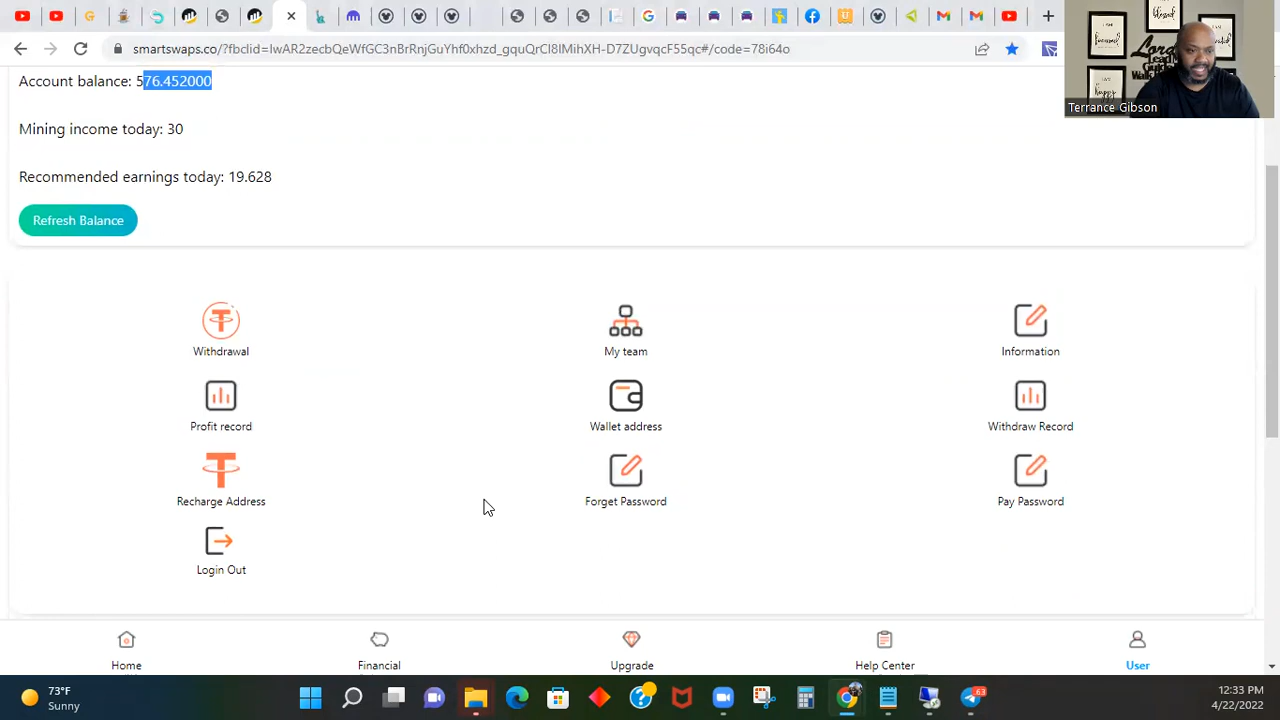 smartswaps.co/?fbclid=IwAR2zecbQeWfGC3nBrRnjGuYnf0xhzd_gquQrCl8lMihXH-D7ZUgvqcF55qc#/code=78i64o
Account balance: 576.452000
Terrance Gibson
Mining income today: 30
Recommended earnings today: 19.628
Refresh Balance
Withdrawal
My team
Information
Profit record
Wallet address
Withdraw Record
Recharge Address
Forget Password
Pay Password
Login Out
Home
Financial
Upgrade
Help Center
User
73°F
Sunny
63
12:33 PM
4/22/2022